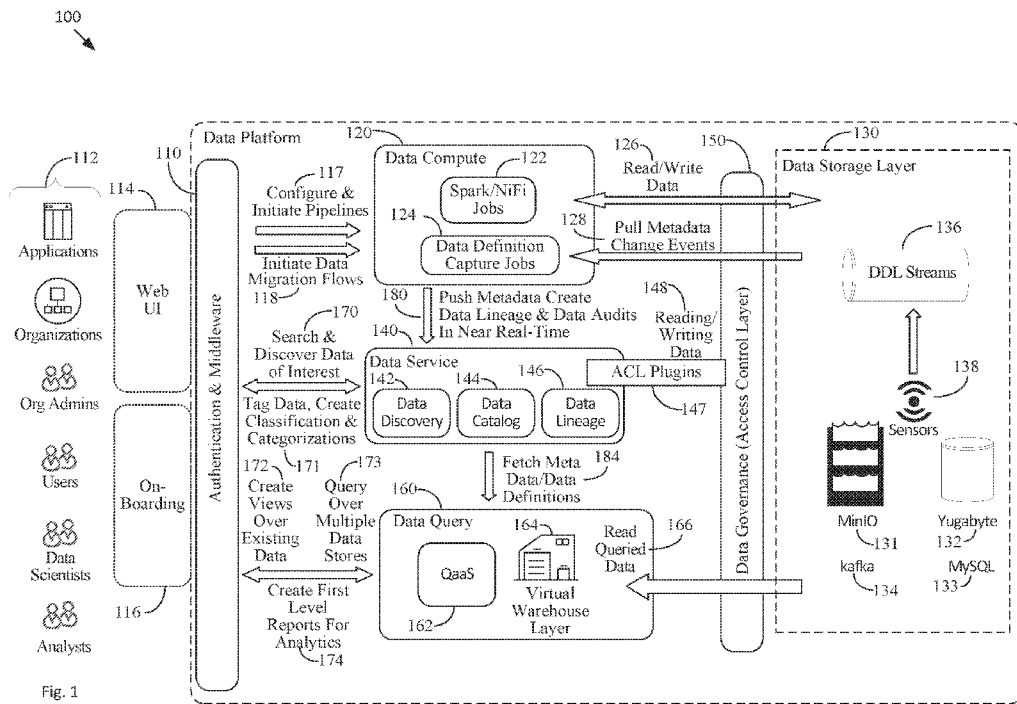 100
112
Applications
Organizations
Org Admins
Users
Data
Scientists
Analysts
Fig. 1
114
Web
UI
On-
Boarding
116
110
Data Platform
Authentication & Middleware
117
Configure &
Initiate Pipelines
Initiate Data
Migration Flows
118
170
Search &
Discover Data
of Interest
Tag Data, Create
Classification &
Categorizations
171
172
Create
Views
Over
Existing
Data
173
Query
Over
Multiple
Data
Stores
Create First
Level
Reports For
Analytics
174
120
Data Compute
122
Spark/NiFi
Jobs
124
Data Definition
Capture Jobs
180
Push Metadata Create
Data Lineage & Data Audits
In Near Real-Time
140
Data Service
142
Data
Discovery
144
Data
Catalog
146
Data
Lineage
ACL Plugins
147
148
Reading/
Writing
Data
Fetch Meta
Data/Data
Definitions
184
160
Data Query
QaaS
162
164
Virtual
Warehouse
Layer
Read
Queried
Data
166
126
Read/Write
Data
128
Pull Metadata
Change Events
150
Data Governance (Access Control Layer)
130
Data Storage Layer
136
DDL Streams
138
Sensors
MinIO
131
Yugabyte
132
kafka
134
MySQL
133